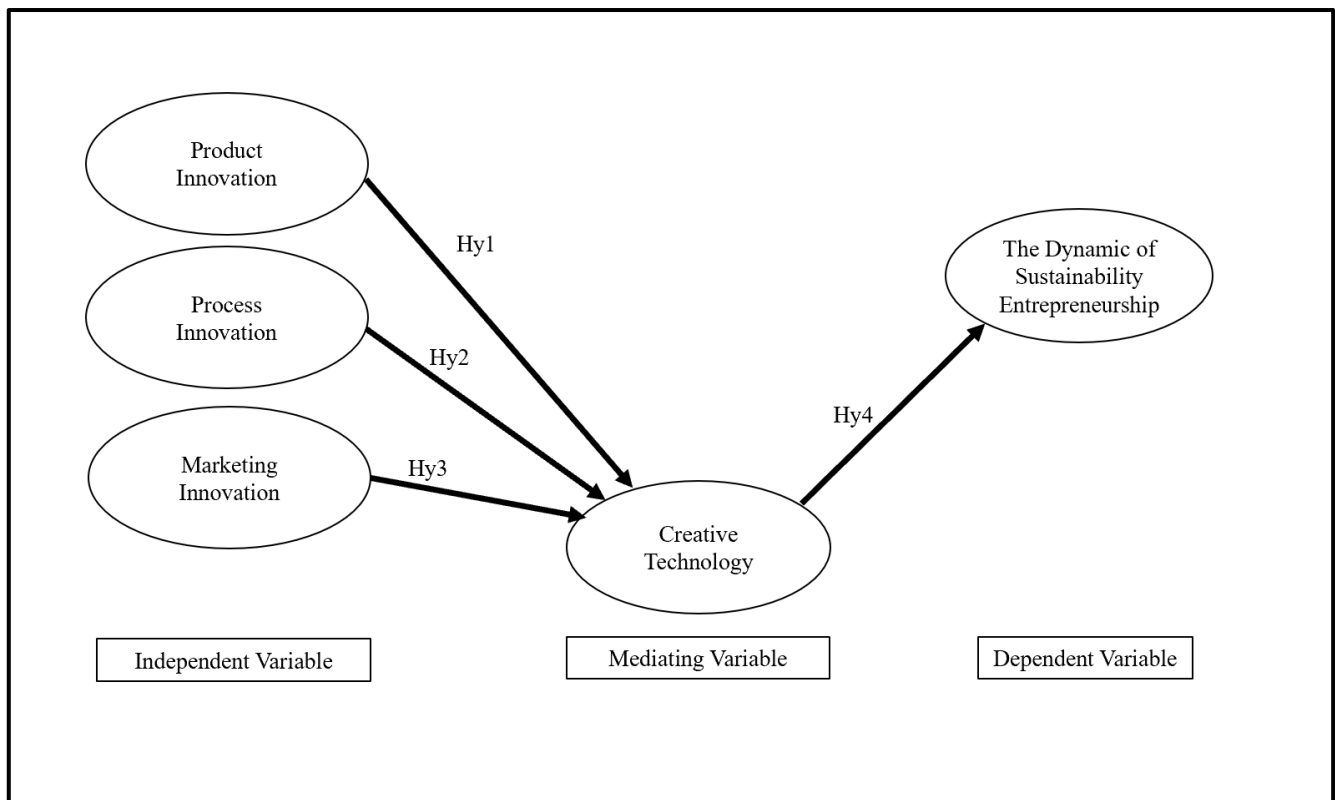 Product
Innovation
Hy1
Process
Innovation
Hy2
Marketing
Innovation
Hy3
Creative
Technology
Hy4
The Dynamic of
Sustainability
Entrepreneurship
Independent Variable
Mediating Variable
Dependent Variable